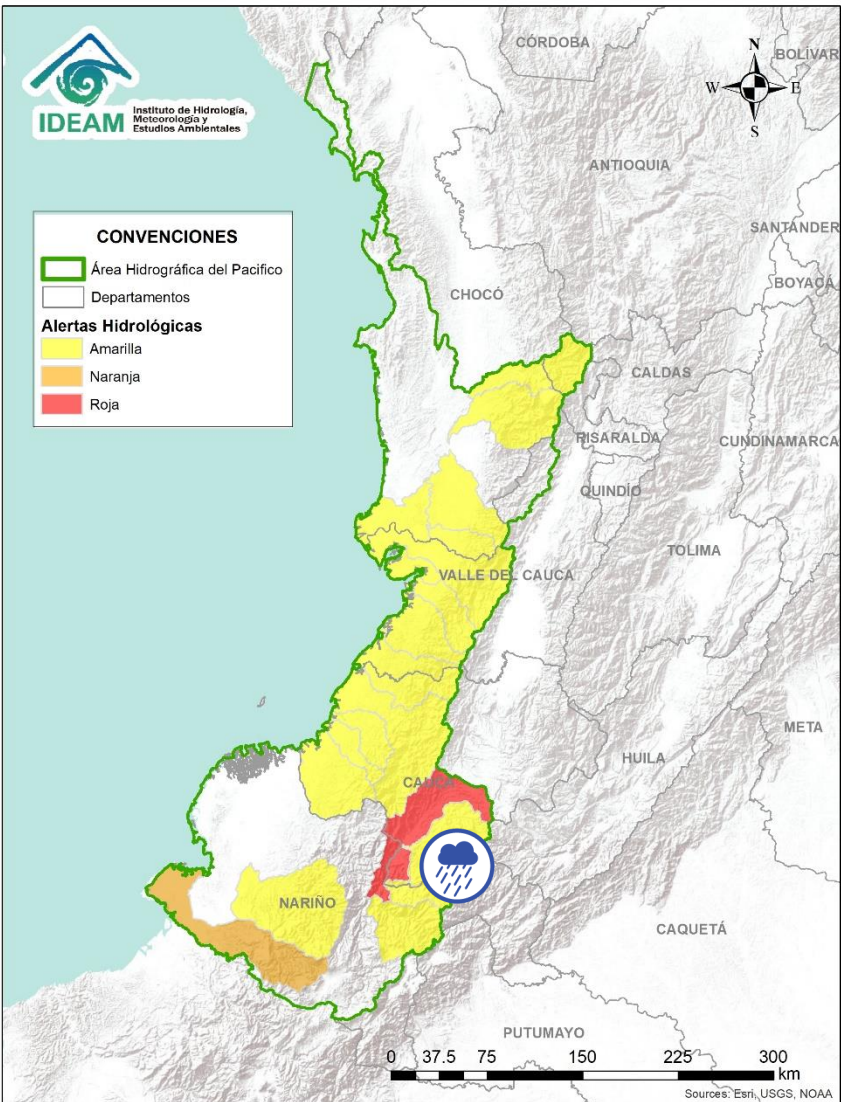 IDEAM
Instituto de Hidrología,
Meteorología y
Estudios Ambientales
N
W
E
S
CONVENCIONES
Área Hidrográfica del Pacifico
Departamentos
Alertas Hidrológicas
Amarilla
Naranja
Roja
CÓRDOBA
BOLÍVAR
ANTIOQUIA
SANTANDER
BOYACÁ
CHOCÓ
CALDAS
RISARALDA
CUNDINAMARCA
QUINDÍO
TOLIMA
VALLE DEL CAUCA
META
HUILA
CAUCA
NARIÑO
CAQUETÁ
PUTUMAYO
0 37.5 75 150 225 300
km
Sources: Esri, USGS, NOAA